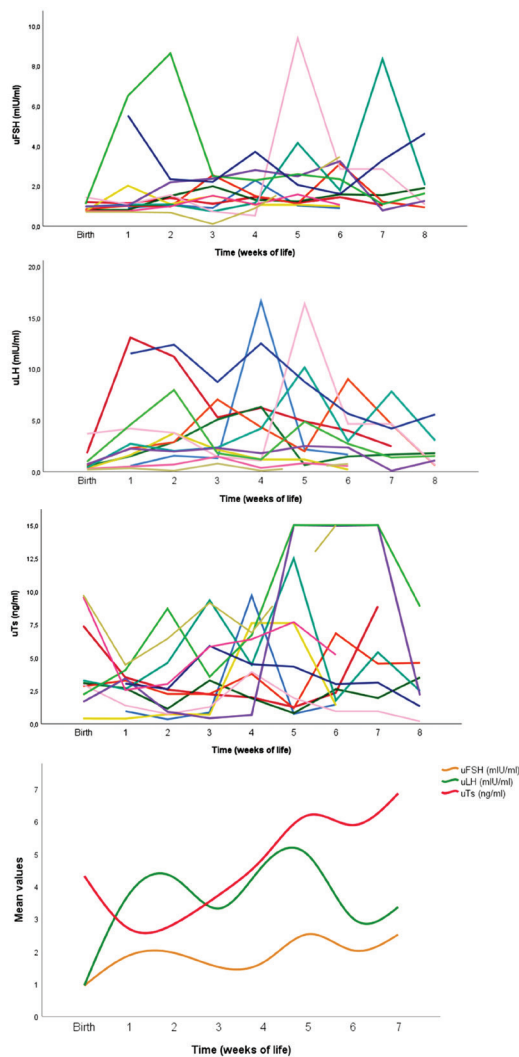 uFSH (mIU/ml)
10,0
8,0
6,0
4,0
2,0
0,0
Birth 1 2 3 4 5 6 7 8
Time (weeks of life)
uLH (mIU/ml)
20,0
15,0
10,0
5,0
0,0
Birth 1 2 3 4 5 6 7 8
Time (weeks of life)
uTs (ng/ml)
15,0
12,5
10,0
7,5
5,0
2,5
0,0
Birth 1 2 3 4 5 6 7 8
Time (weeks of life)
uFSH (mIU/ml)
uLH (mIU/ml)
uTs (ng/ml)
Mean values
7
6
5
4
3
2
1
0
Birth 1 2 3 4 5 6 7
Time (weeks of life)